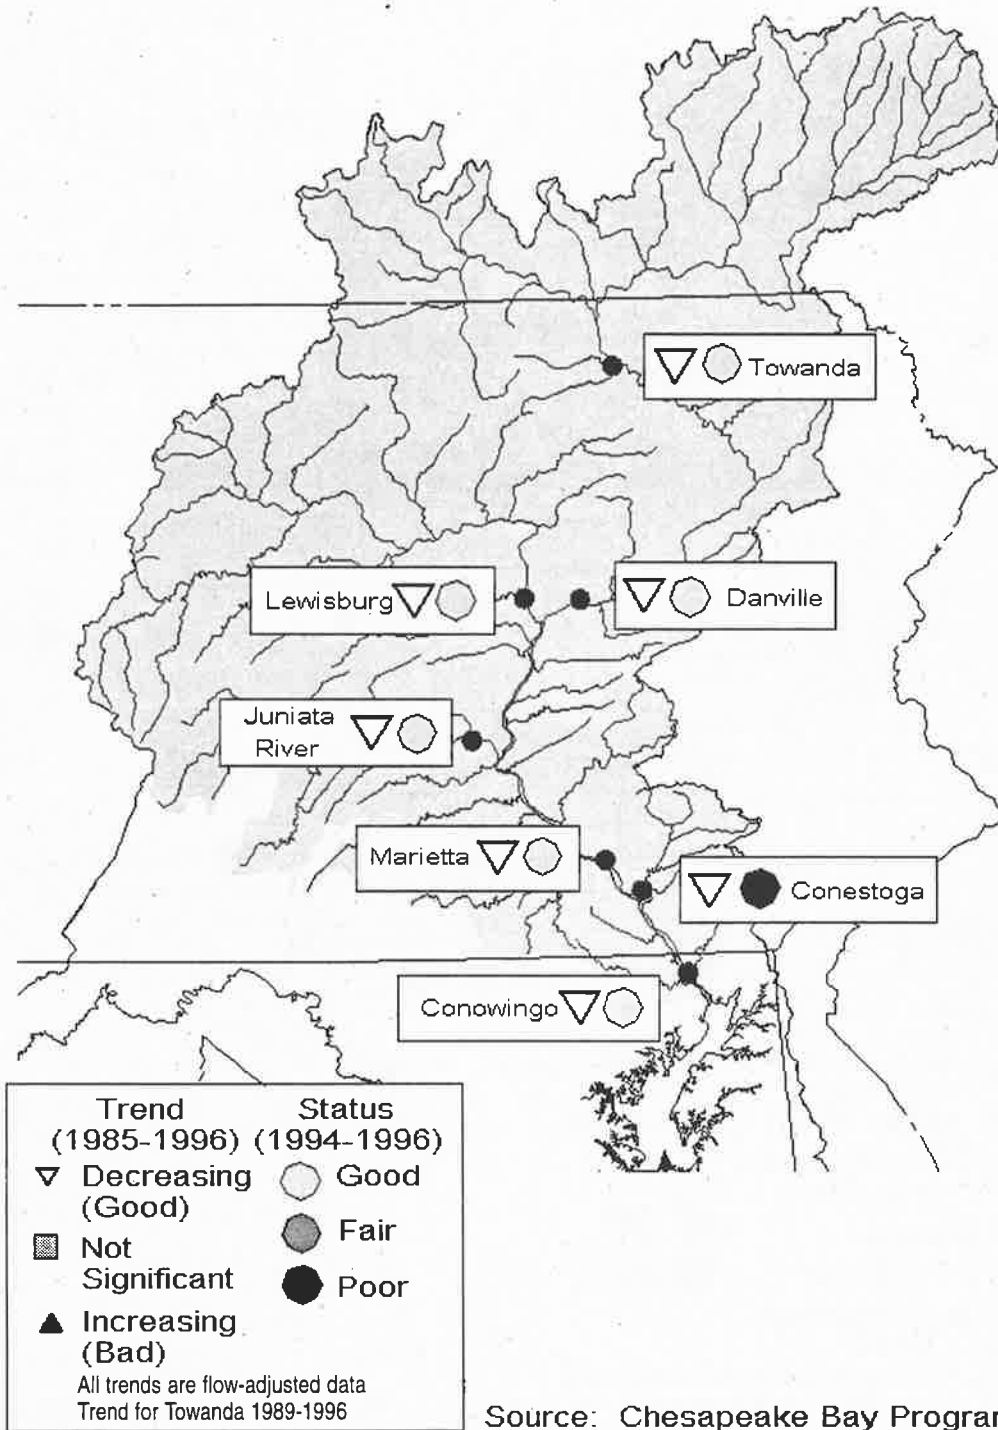 Towanda
Lewisburg
Danville
Juniata
River
Marietta
Conestoga
Conowingo
Trend Status
(1985-1996) (1994-1996)
Decreasing Good
(Good)
Fair
Not
Significant
Poor
Increasing
(Bad)
All trends are flow-adjusted data
Trend for Towanda 1989-1996
Source: Chesapeake Bay Program